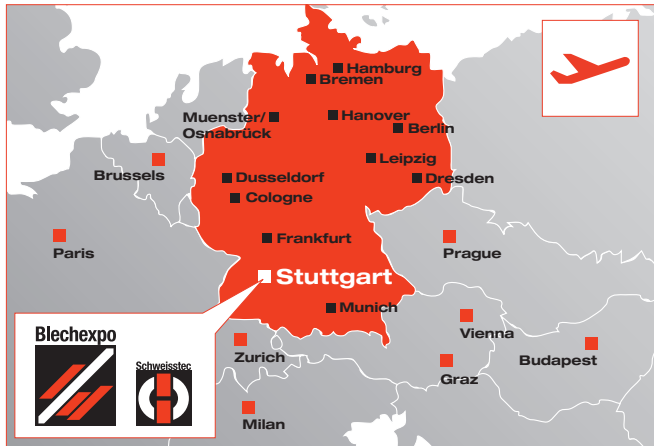 Hamburg
Bremen
Muenster/
Osnabrück
Hanover
Berlin
Brussels
Leipzig
Dusseldorf
Dresden
Cologne
Paris
Frankfurt
Prague
Stuttgart
Munich
Vienna
Blechexpo
Zurich
Budapest
Schweisstec
Graz
Milan